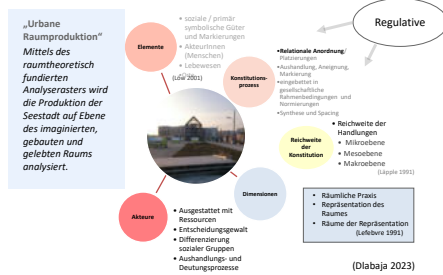 „Urbane
Raumproduktion“
Mittels des
raumtheoretisch
fundierten
Analyserasters wird
die Produktion der
Seestadt auf Ebene
des imaginierten,
gebauten und
gelebten Raums
analysiert.
Elemente
• soziale / primär
symbolische Güter
und Markierungen
• AkteurInnen
(Menschen)
• Lebewesen
(Löw 2001)
Regulative
Konstitutions-
prozess
•Relationale Anordnung/
Platzierungen
• Aushandlung, Aneignung,
Markierung
•eingebettet in
gesellschaftliche
Rahmenbedingungen und
Normierungen
• Synthese und Spacing
Reichweite
der
Konstitution
• Reichweite der
Handlungen
• Mikroebene
• Mesoebene
• Makroebene
(Läpple 1991)
Dimensionen
• Räumliche Praxis
• Repräsentation des
Raumes
• Räume der Repräsentation
(Lefebvre 1991)
Akteure
• Ausgestattet mit
Ressourcen
• Entscheidungsgewalt
• Differenzierung
sozialer Gruppen
• Aushandlungs- und
Deutungsprozesse
(Dlabaja 2023)